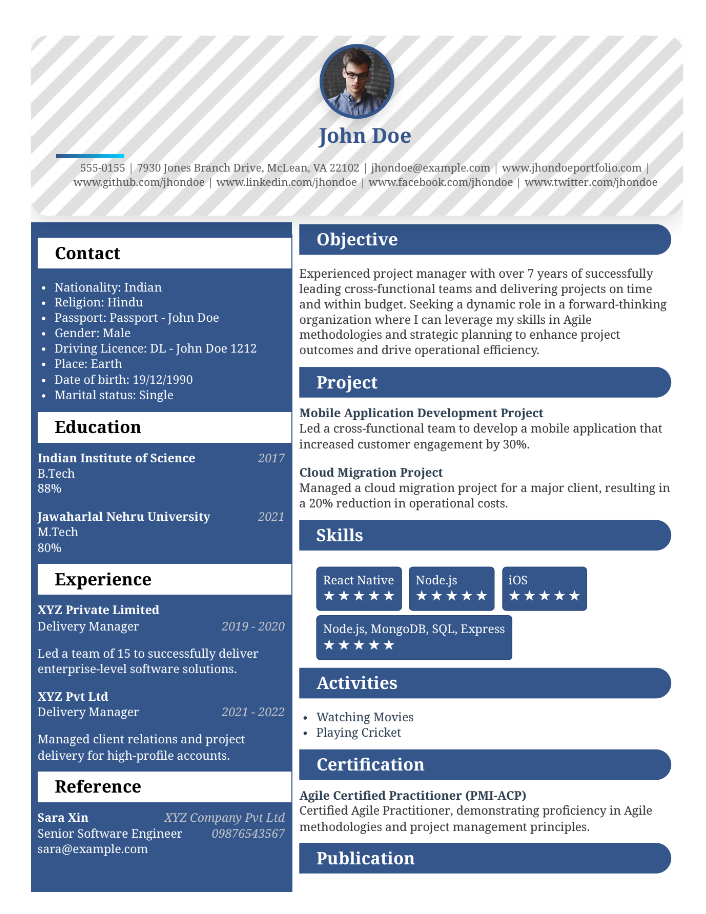 John Doe
555-0155 | 7930 Jones Branch Drive, McLean, VA 22102 | jhondoe@example.com | www.jhondoeportfolio.com |
www.github.com/jhondoe | www.linkedin.com/jhondoe | www.facebook.com/jhondoe | www.twitter.com/jhondoe
Contact
• Nationality: Indian
• Religion: Hindu
• Passport: Passport - John Doe
• Gender: Male
• Driving Licence: DL - John Doe 1212
• Place: Earth
• Date of birth: 19/12/1990
• Marital status: Single
Education
Indian Institute of Science 2017
B.Tech
88%
Jawaharlal Nehru University 2021
M.Tech
80%
Experience
XYZ Private Limited
Delivery Manager 2019 - 2020
Led a team of 15 to successfully deliver
enterprise-level software solutions.
XYZ Pvt Ltd
Delivery Manager 2021 - 2022
Managed client relations and project
delivery for high-profile accounts.
Reference
Sara Xin XYZ Company Pvt Ltd
Senior Software Engineer 09876543567
sara@example.com
Objective
Experienced project manager with over 7 years of successfully
leading cross-functional teams and delivering projects on time
and within budget. Seeking a dynamic role in a forward-thinking
organization where I can leverage my skills in Agile
methodologies and strategic planning to enhance project
outcomes and drive operational efficiency.
Project
Mobile Application Development Project
Led a cross-functional team to develop a mobile application that
increased customer engagement by 30%.
Cloud Migration Project
Managed a cloud migration project for a major client, resulting in
a 20% reduction in operational costs.
Skills
React Native Node.js iOS
★★★★★ ★★★★★ ★★★★★
Node.js, MongoDB, SQL, Express
★★★★★
Activities
• Watching Movies
• Playing Cricket
Certification
Agile Certified Practitioner (PMI-ACP)
Certified Agile Practitioner, demonstrating proficiency in Agile
methodologies and project management principles.
Publication